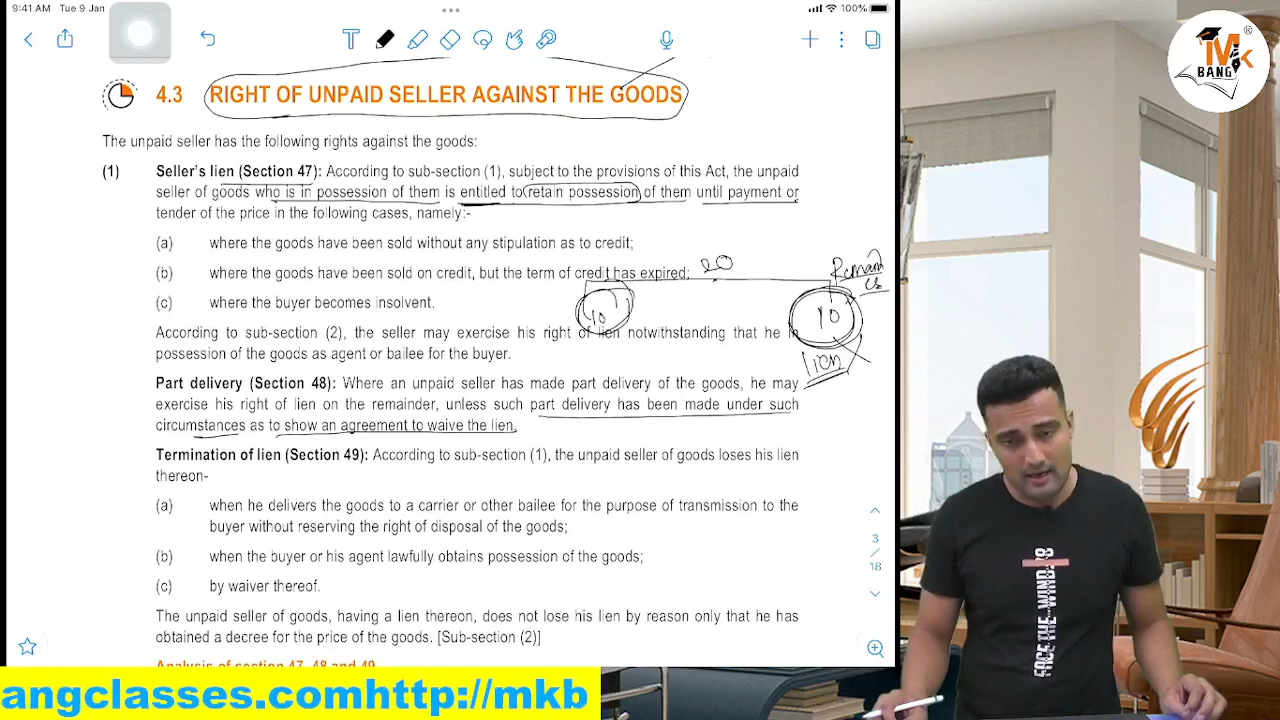 9:41 AM Tue 9 Jan
100%
4.3 RIGHT OF UNPAID SELLER AGAINST THE GOODS
The unpaid seller has the following rights against the goods:
(1) Seller's lien (Section 47): According to sub-section (1), subject to the provisions of this Act, the unpaid
seller of goods who is in possession of them is entitled to retain possession of them until payment or
tender of the price in the following cases, namely:-
(a) where the goods have been sold without any stipulation as to credit;
(b) where the goods have been sold on credit, but the term of credit has expired;
20
(c) where the buyer becomes insolvent.
10
10
lien
According to sub-section (2), the seller may exercise his right of lien notwithstanding that he in
possession of the goods as agent or bailee for the buyer.
Part delivery (Section 48): Where an unpaid seller has made part delivery of the goods, he may
exercise his right of lien on the remainder, unless such part delivery has been made under such
circumstances as to show an agreement to waive the lien.
Termination of lien (Section 49): According to sub-section (1), the unpaid seller of goods loses his lien
thereon-
(a) when he delivers the goods to a carrier or other bailee for the purpose of transmission to the
buyer without reserving the right of disposal of the goods;
(b) when the buyer or his agent lawfully obtains possession of the goods;
(c) by waiver thereof.
The unpaid seller of goods, having a lien thereon, does not lose his lien by reason only that he has
obtained a decree for the price of the goods. [Sub-section (2)]
Analysis of section 47, 48 and 49
3
/
18
MK
BANG
®
FACE THE WIND
angclasses.comhttp://mkb